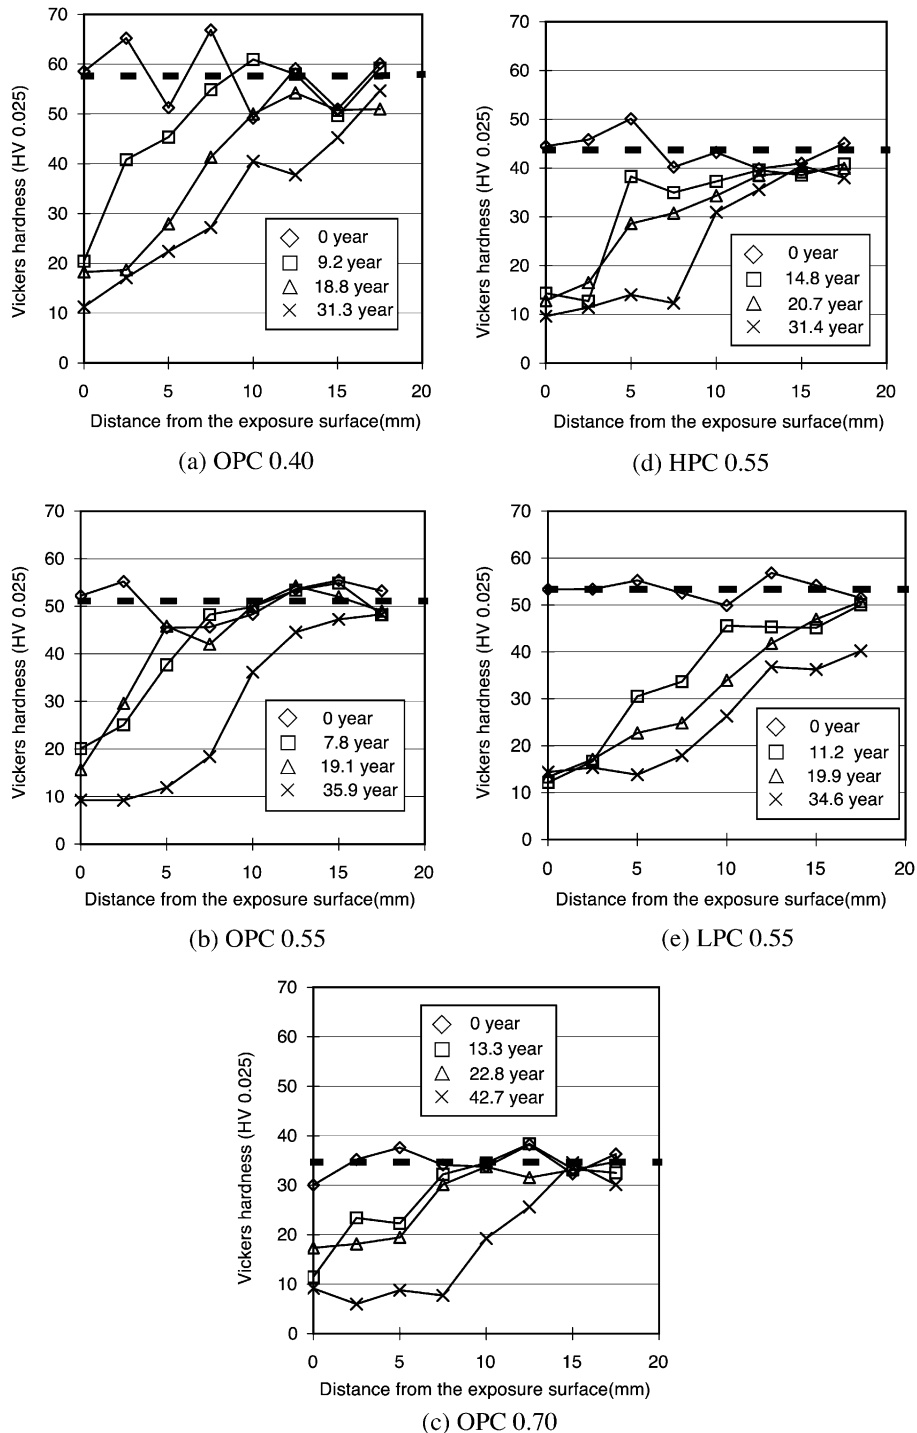 70
60
50
40
30
20
10
0
Vickers hardness (HV 0.025)
0 year
9.2 year
18.8 year
31.3 year
0 5 10 15 20
Distance from the exposure surface(mm)
(a) OPC 0.40
70
60
50
40
30
20
10
0
Vickers hardness (HV 0.025)
0 year
14.8 year
20.7 year
31.4 year
0 5 10 15 20
Distance from the exposure surface(mm)
(d) HPC 0.55
70
60
50
40
30
20
10
0
Vickers hardness (HV 0.025)
0 year
7.8 year
19.1 year
35.9 year
0 5 10 15 20
Distance from the exposure surface(mm)
(b) OPC 0.55
70
60
50
40
30
20
10
0
Vickers hardness (HV 0.025)
0 year
11.2 year
19.9 year
34.6 year
0 5 10 15 20
Distance from the exposure surface(mm)
(e) LPC 0.55
70
60
50
40
30
20
10
0
Vickers hardness (HV 0.025)
0 year
13.3 year
22.8 year
42.7 year
0 5 10 15 20
Distance from the exposure surface(mm)
(c) OPC 0.70